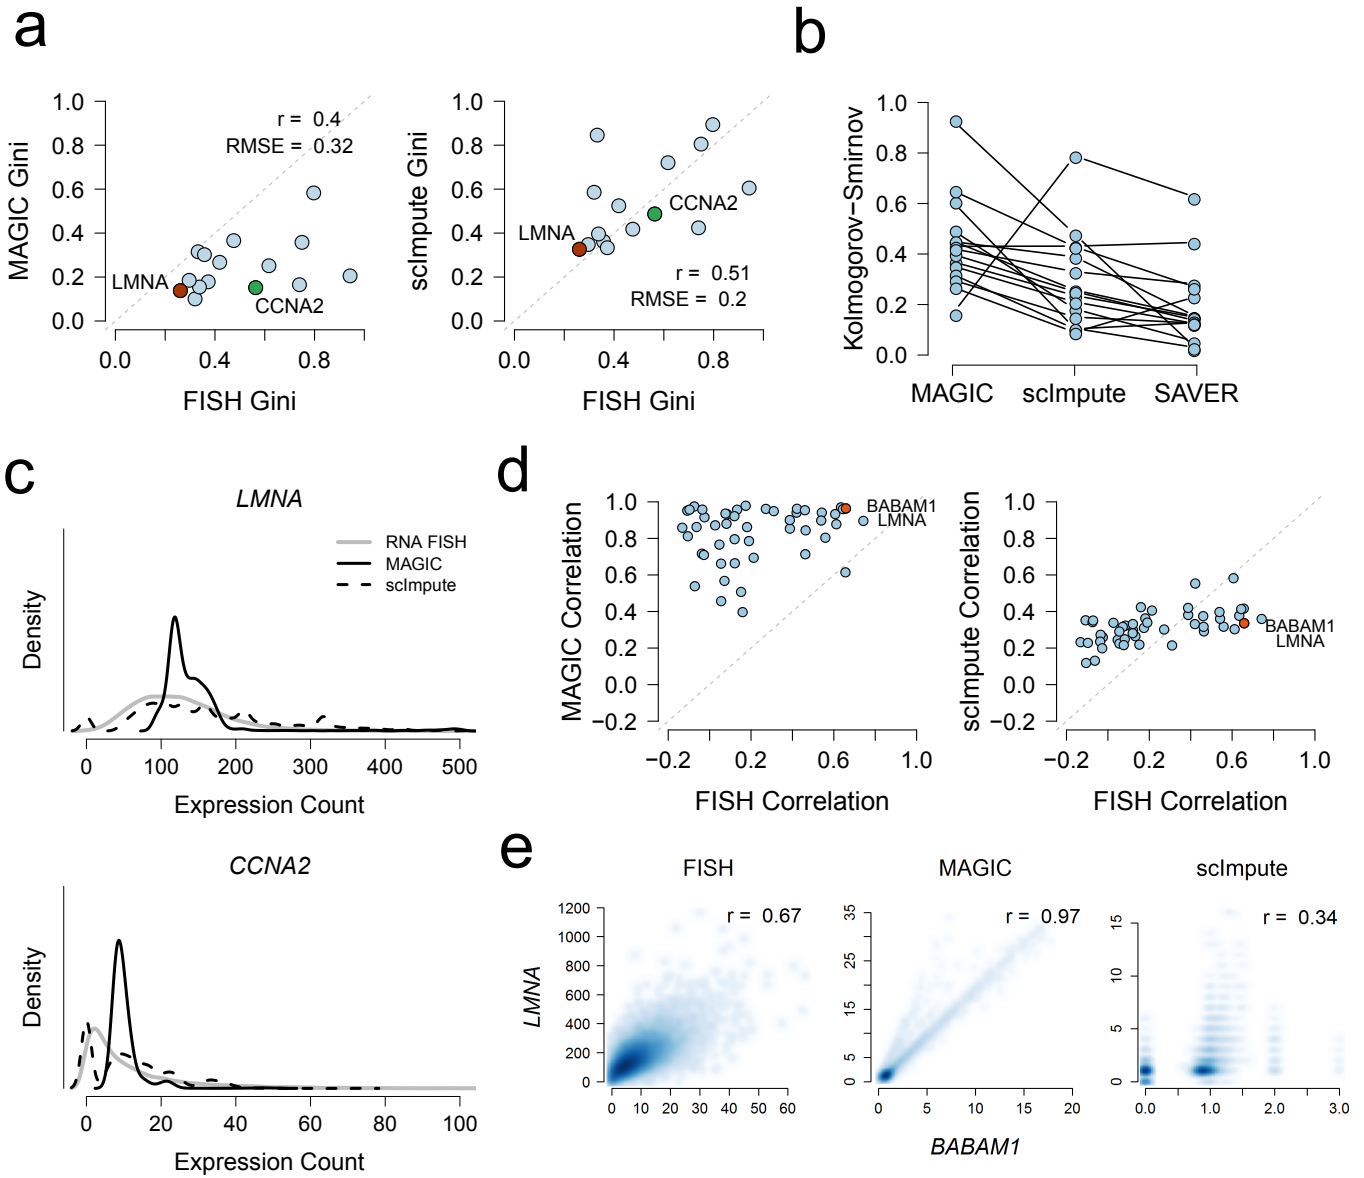 a
MAGIC Gini
1.0
0.8
0.6
0.4
0.2
0.0
r = 0.4
RMSE = 0.32
LMNA
CCNA2
0.0
0.4
0.8
FISH Gini
scImpute Gini
1.0
0.8
0.6
0.4
0.2
0.0
LMNA
CCNA2
r = 0.51
RMSE = 0.2
0.0
0.4
0.8
FISH Gini
b
Kolmogorov−Smirnov
1.0
0.8
0.6
0.4
0.2
0.0
MAGIC
scImpute
SAVER
c
LMNA
Density
RNA FISH
MAGIC
scImpute
0
100
200
300
400
500
Expression Count
CCNA2
Density
0
20
40
60
80
100
Expression Count
d
MAGIC Correlation
1.0
0.8
0.6
0.4
0.2
0.0
−0.2
BABAM1
LMNA
−0.2
0.2
0.6
1.0
FISH Correlation
scImpute Correlation
1.0
0.8
0.6
0.4
0.2
0.0
−0.2
BABAM1
LMNA
−0.2
0.2
0.6
1.0
FISH Correlation
e
FISH
LMNA
1200
1000
800
600
400
200
0
r = 0.67
0
10
20
30
40
50
60
MAGIC
35
25
15
5
0
r = 0.97
0
5
10
15
20
scImpute
15
10
5
0
r = 0.34
0.0
1.0
2.0
3.0
BABAM1